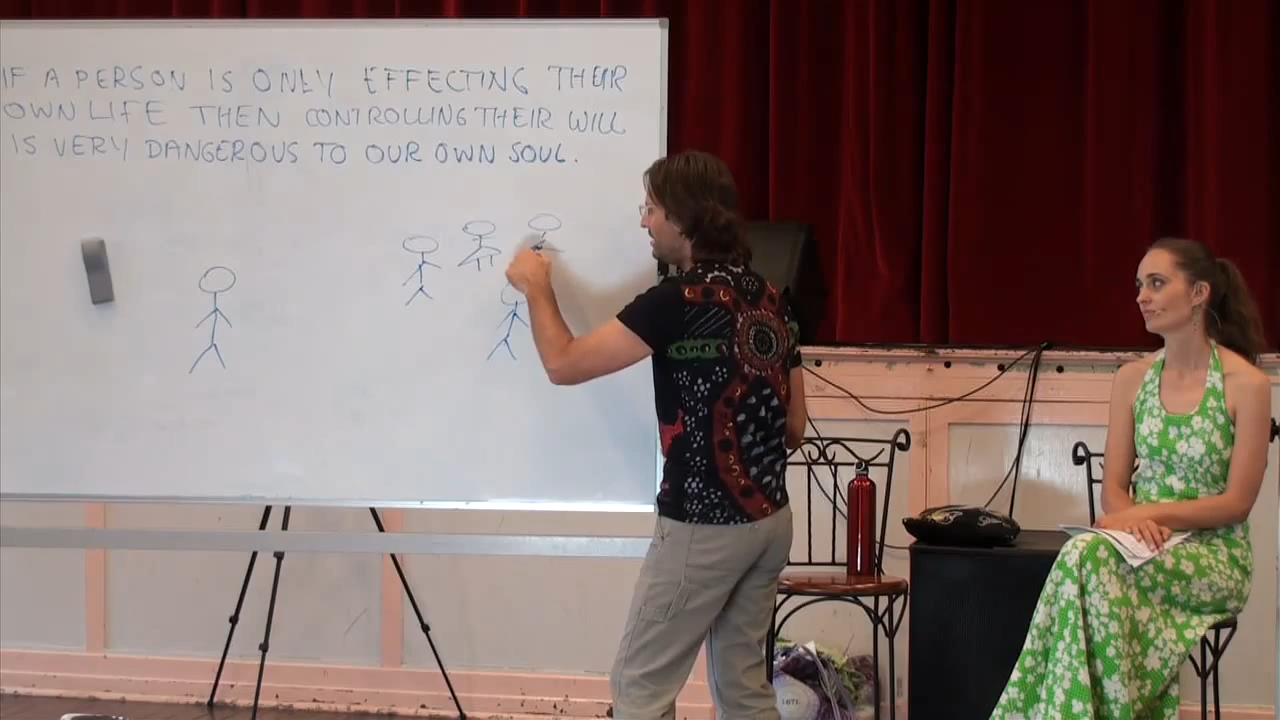 IF A PERSON IS ONLY EFFECTING THEIR
OWN LIFE THEN CONTROLLING THEIR WILL
IS VERY DANGEROUS TO OUR OWN SOUL.
1871